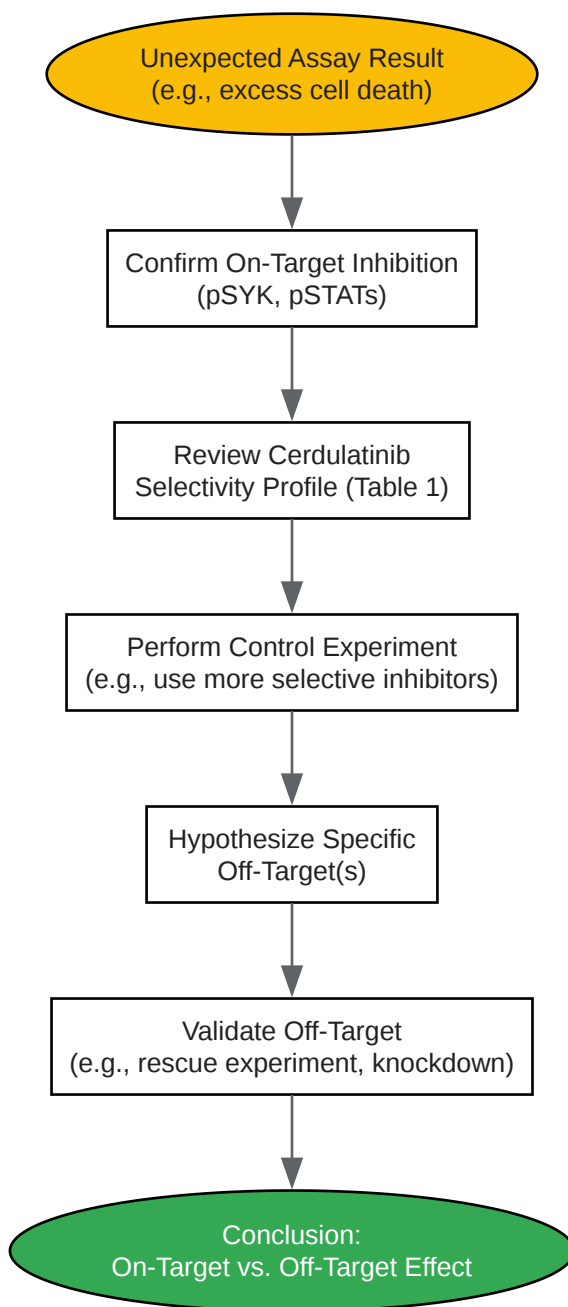 Unexpected Assay Result
(e.g., excess cell death)
Confirm On-Target Inhibition
(pSYK, pSTATs)
Review Cerdulatinib
Selectivity Profile (Table 1)
Perform Control Experiment
(e.g., use more selective inhibitors)
Hypothesize Specific
Off-Target(s)
Validate Off-Target
(e.g., rescue experiment, knockdown)
Conclusion:
On-Target vs. Off-Target Effect